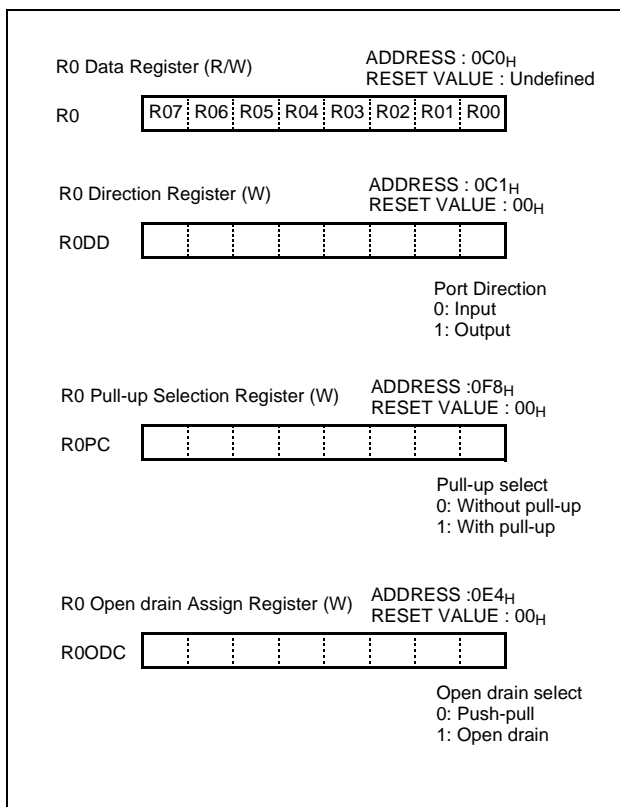 R0 Data Register (R/W)
ADDRESS : 0C0H
RESET VALUE : Undefined
R0
R07 R06 R05 R04 R03 R02 R01 R00
R0 Direction Register (W)
ADDRESS : 0C1H
RESET VALUE : 00H
R0DD
Port Direction
0: Input
1: Output
R0 Pull-up Selection Register (W)
ADDRESS :0F8H
RESET VALUE : 00H
R0PC
Pull-up select
0: Without pull-up
1: With pull-up
R0 Open drain Assign Register (W)
ADDRESS :0E4H
RESET VALUE : 00H
R0ODC
Open drain select
0: Push-pull
1: Open drain